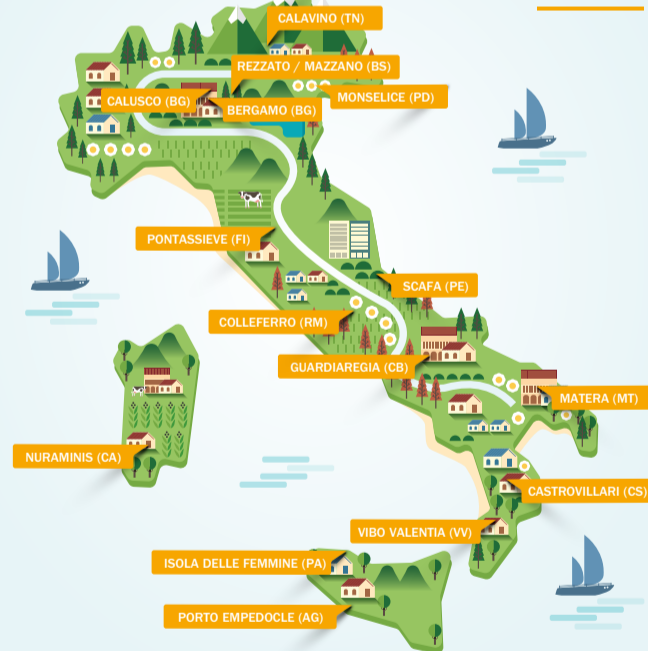 CALAVINO (TN)
REZZATO / MAZZANO (BS)
MONSELICE (PD)
CALUSCO (BG)
BERGAMO (BG)
PONTASSIEVE (FI)
SCAFA (PE)
COLLEFERRO (RM)
GUARDIAREGIA (CB)
MATERA (MT)
NURAMINIS (CA)
CASTROVILLARI (CS)
VIBO VALENTIA (VV)
ISOLA DELLE FEMMINE (PA)
PORTO EMPEDOCLE (AG)